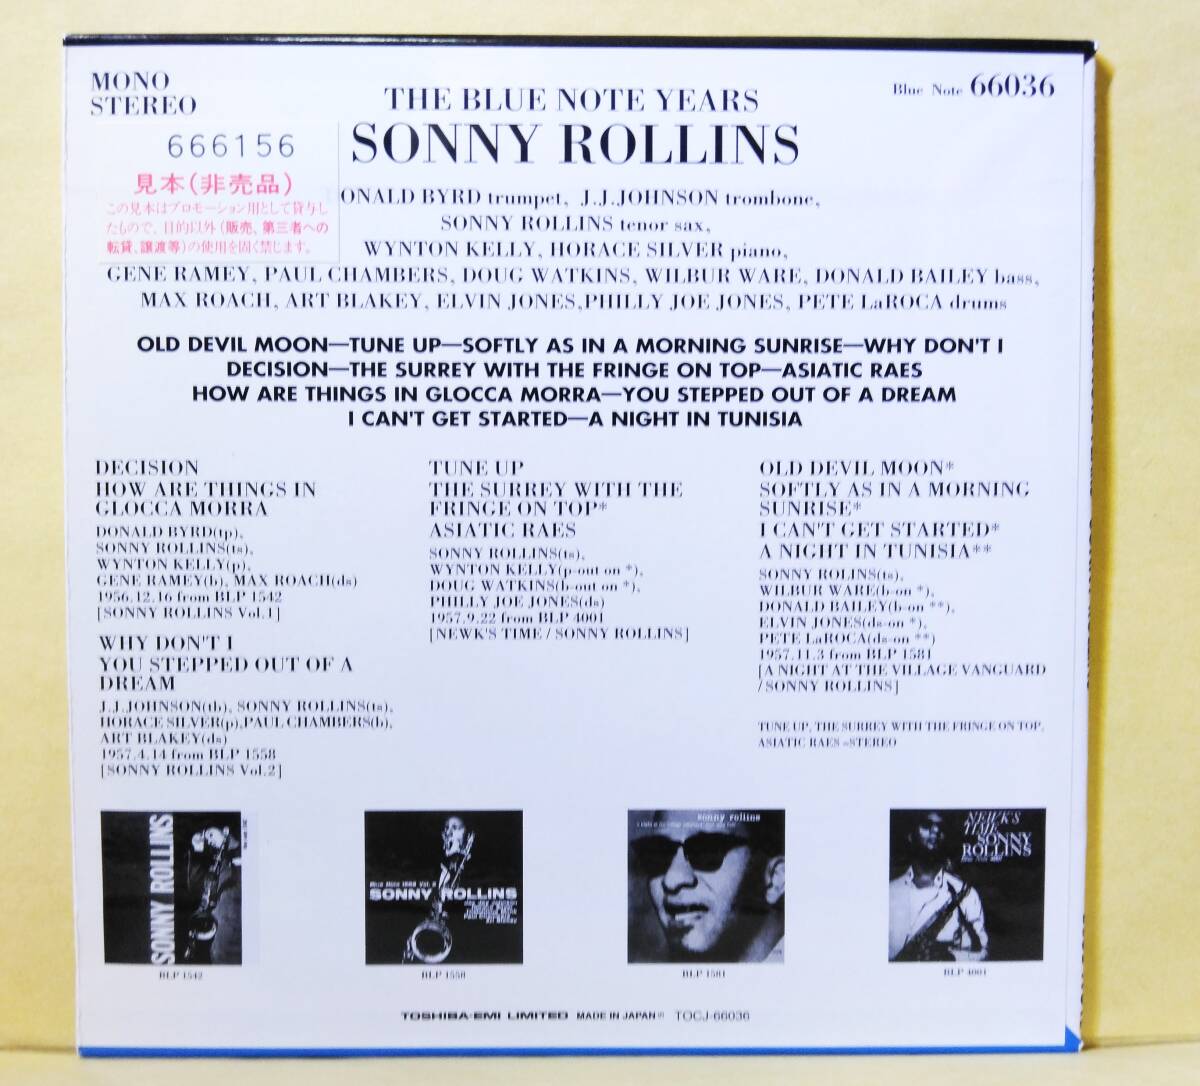 MONO
STEREO
THE BLUE NOTE YEARS
Blue Note 66036
SONNY ROLLINS
666156
見本(非売品)
この見本はプロモーション用として貸与し
たもので、目的以外(販売、第三者への
転貸、譲渡等)の使用を固く禁じます。
ONALD BYRD trumpet, J.J.JOHNSON trombone,
SONNY ROLLINS tenor sax,
WYNTON KELLY, HORACE SILVER piano,
GENE RAMEY, PAUL CHAMBERS, DOUG WATKINS, WILBUR WARE, DONALD BAILEY bass,
MAX ROACH, ART BLAKEY, ELVIN JONES,PHILLY JOE JONES, PETE LaROCA drums
OLD DEVIL MOON—TUNE UP—SOFTLY AS IN A MORNING SUNRISE—WHY DON'T I
DECISION—THE SURREY WITH THE FRINGE ON TOP—ASIATIC RAES
HOW ARE THINGS IN GLOCCA MORRA—YOU STEPPED OUT OF A DREAM
I CAN'T GET STARTED—A NIGHT IN TUNISIA
DECISION
HOW ARE THINGS IN
GLOCCA MORRA
DONALD BYRD(tp),
SONNY ROLLINS(ts),
WYNTON KELLY(p),
GENE RAMEY(b), MAX ROACH(ds)
1956.12.16 from BLP 1542
[SONNY ROLLINS Vol.1]
WHY DON'T I
YOU STEPPED OUT OF A
DREAM
J.J.JOHNSON(tb), SONNY ROLLINS(ts),
HORACE SILVER(p),PAUL CHAMBERS(b),
ART BLAKEY(ds)
1957.4.14 from BLP 1558
[SONNY ROLLINS Vol.2]
TUNE UP
THE SURREY WITH THE
FRINGE ON TOP*
ASIATIC RAES
SONNY ROLLINS(ts),
WYNTON KELLY(p-out on *),
DOUG WATKINS(b-out on *),
PHILLY JOE JONES(ds)
1957.9.22 from BLP 4001
[NEWK'S TIME / SONNY ROLLINS]
OLD DEVIL MOON*
SOFTLY AS IN A MORNING
SUNRISE*
I CAN'T GET STARTED*
A NIGHT IN TUNISIA**
SONNY ROLINS(ts),
WILBUR WARE(b-on *),
DONALD BAILEY(b-on **),
ELVIN JONES(ds-on *),
PETE LaROCA(ds-on **)
1957.11.3 from BLP 1581
[A NIGHT AT THE VILLAGE VANGUARD
/ SONNY ROLLINS]
TUNE UP, THE SURREY WITH THE FRINGE ON TOP,
ASIATIC RAES =STEREO
SONNY ROLLINS
SONNY ROLLINS
sonny rollins
NEWK'S
TIME
SONNY
ROLLINS
BLP 1542
BLP 1558
BLP 1581
BLP 4001
TOSHIBA-EMI LIMITED MADE IN JAPAN TOCJ-66036